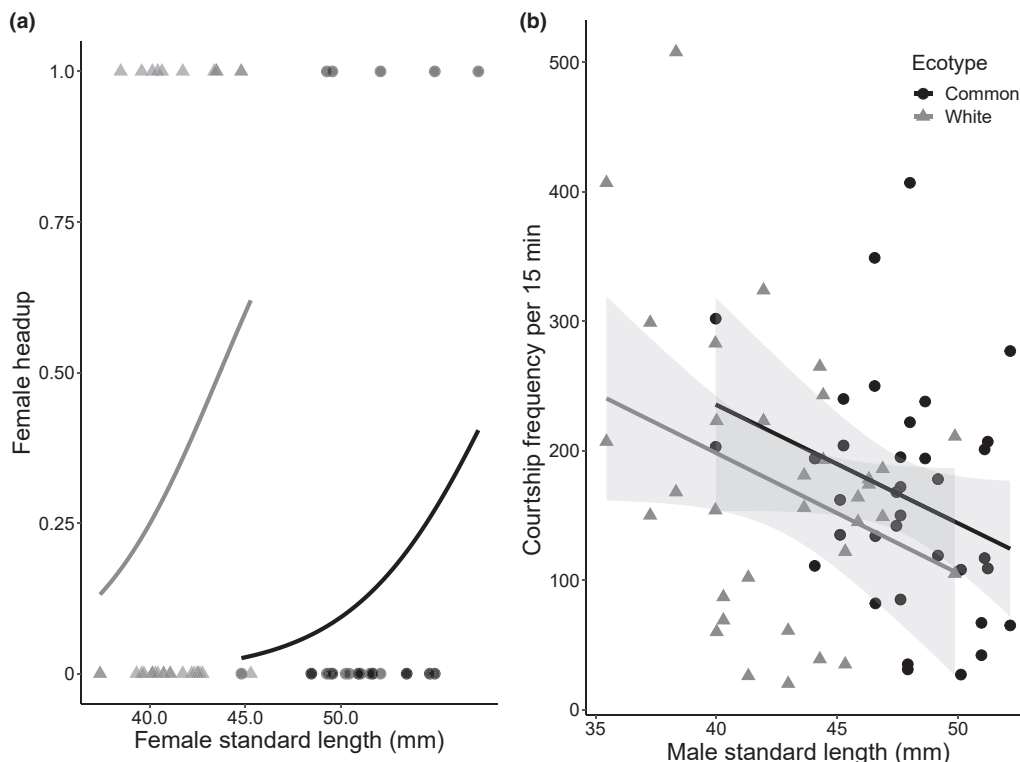 (a)
1.0
0.75
0.50
0.25
0
Female headup
40.0 45.0 50.0
Female standard length (mm)
(b)
500
400
300
200
100
0
Courtship frequency per 15 min
35 40 45 50
Male standard length (mm)
Ecotype
Common
White